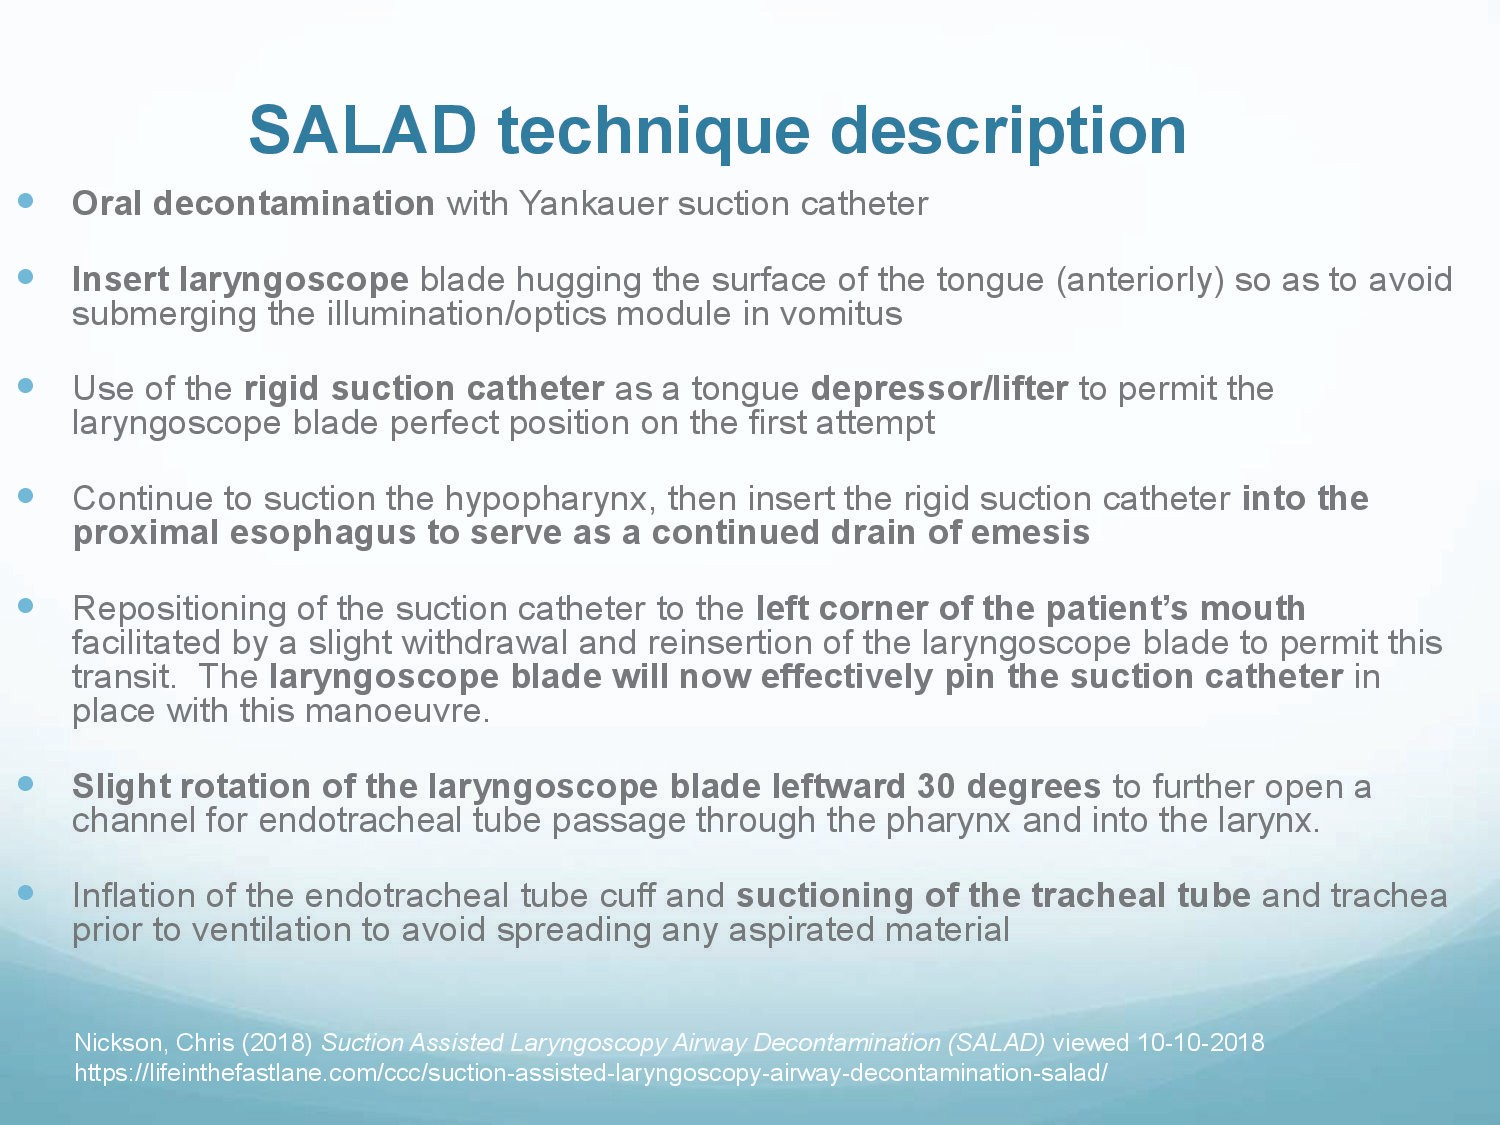 SALAD technique description
• Oral decontamination with Yankauer suction catheter
• Insert laryngoscope blade hugging the surface of the tongue (anteriorly) so as to avoid
submerging the illumination/optics module in vomitus
• Use of the rigid suction catheter as a tongue depressor/lifter to permit the
laryngoscope blade perfect position on the first attempt
• Continue to suction the hypopharynx, then insert the rigid suction catheter into the
proximal esophagus to serve as a continued drain of emesis
• Repositioning of the suction catheter to the left corner of the patient’s mouth
facilitated by a slight withdrawal and reinsertion of the laryngoscope blade to permit this
transit.  The laryngoscope blade will now effectively pin the suction catheter in
place with this manoeuvre.
• Slight rotation of the laryngoscope blade leftward 30 degrees to further open a
channel for endotracheal tube passage through the pharynx and into the larynx.
• Inflation of the endotracheal tube cuff and suctioning of the tracheal tube and trachea
prior to ventilation to avoid spreading any aspirated material
Nickson, Chris (2018) Suction Assisted Laryngoscopy Airway Decontamination (SALAD) viewed 10-10-2018
https://lifeinthefastlane.com/ccc/suction-assisted-laryngoscopy-airway-decontamination-salad/